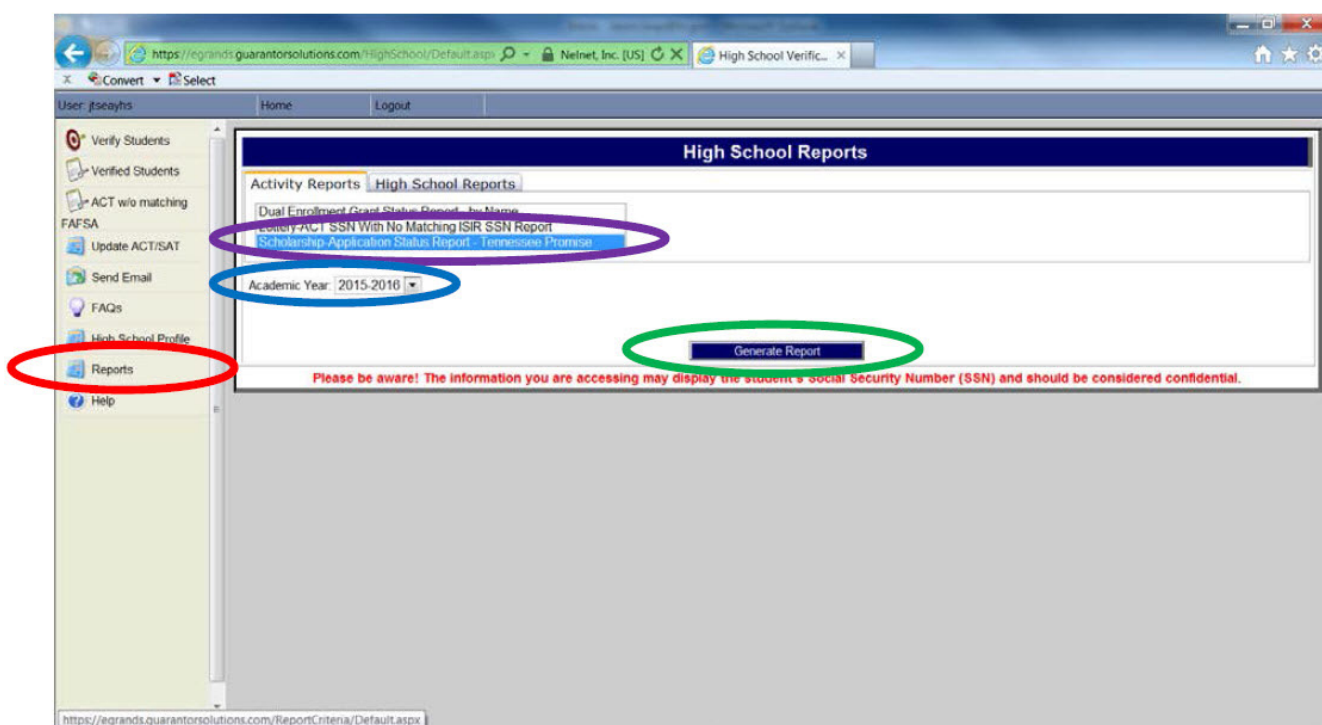 https://egrands.guarantorsolutions.com/HighSchool/Default.asp
Nelnet, Inc. [US]
High School Verific...
x Convert Select
User: jtseayhs Home Logout
Verify Students
Verified Students
ACT w/o matching
FAFSA
Update ACT/SAT
Send Email
FAQs
High School Profile
Reports
Help
High School Reports
Activity Reports High School Reports
Dual Enrollment Grant Status Report - by Name
Lottery-ACT SSN With No Matching ISIR SSN Report
Scholarship-Application Status Report - Tennessee Promise
Academic Year: 2015-2016
Generate Report
Please be aware! The information you are accessing may display the student's Social Security Number (SSN) and should be considered confidential.
https://egrands.guarantorsolutions.com/ReportCriteria/Default.aspx